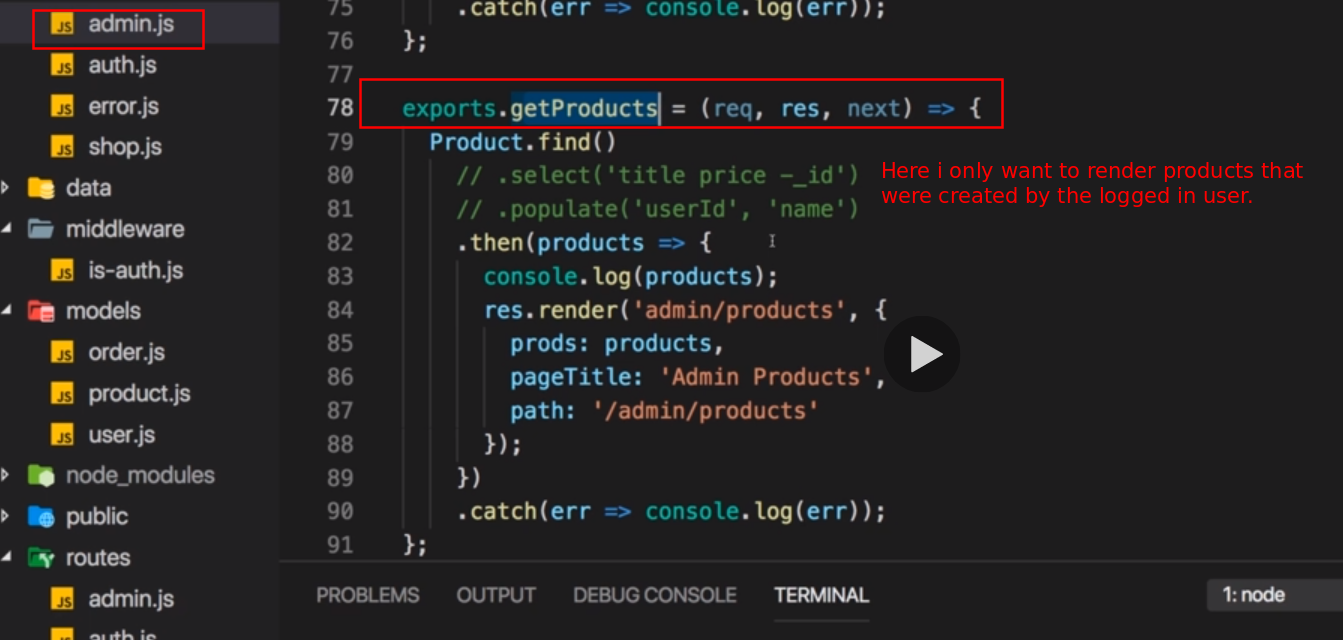 admin.js
auth.js
error.js
shop.js
data
middleware
is-auth.js
models
order.js
product.js
user.js
node_modules
public
routes
admin.js
auth.js
75 .catch(err => console.log(err));
76 };
77
78 exports.getProducts = (req, res, next) => {
79 Product.find()
80 // .select('title price -_id')
81 // .populate('userId', 'name')
82 .then(products => {
83 console.log(products);
84 res.render('admin/products', {
85 prods: products,
86 pageTitle: 'Admin Products',
87 path: '/admin/products'
88 });
89 })
90 .catch(err => console.log(err));
91 };
Here i only want to render products that
were created by the logged in user.
PROBLEMS OUTPUT DEBUG CONSOLE TERMINAL 1: node